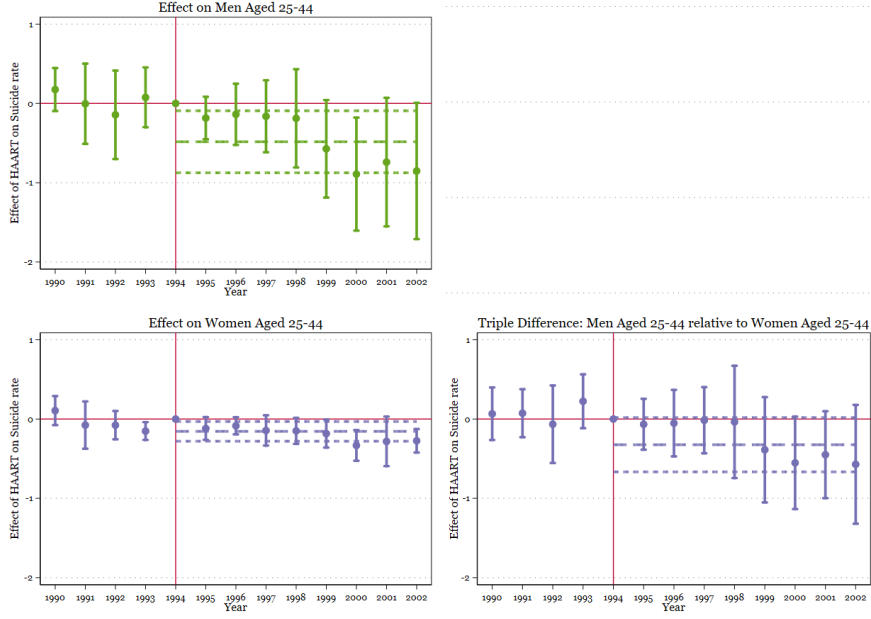 Effect on Men Aged 25-44
Effect of HAART on Suicide rate
1
0
-1
-2
1990 1991 1992 1993 1994 1995 1996 1997 1998 1999 2000 2001 2002
Year
Effect on Women Aged 25-44
Effect of HAART on Suicide rate
1
0
-1
-2
1990 1991 1992 1993 1994 1995 1996 1997 1998 1999 2000 2001 2002
Year
Triple Difference: Men Aged 25-44 relative to Women Aged 25-44
Effect of HAART on Suicide rate
1
0
-1
-2
1990 1991 1992 1993 1994 1995 1996 1997 1998 1999 2000 2001 2002
Year